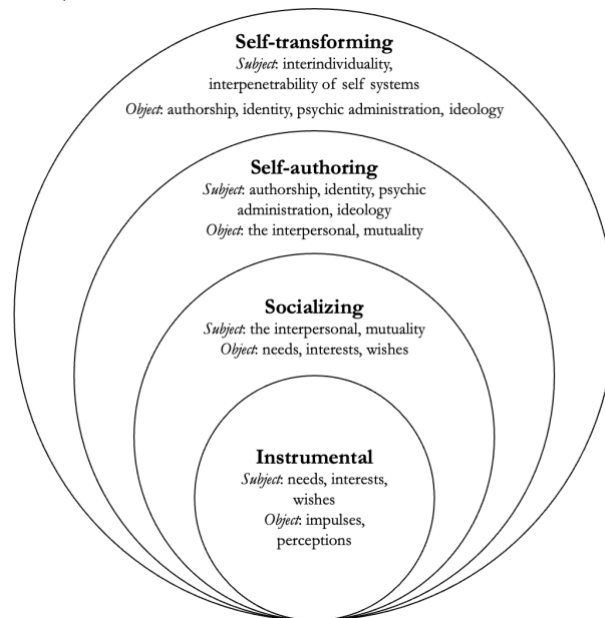 Self-transforming
Subject: interindividuality,
interpenetrability of self systems
Object: authorship, identity, psychic administration, ideology
Self-authoring
Subject: authorship, identity, psychic
administration, ideology
Object: the interpersonal, mutuality
Socializing
Subject: the interpersonal, mutuality
Object: needs, interests, wishes
Instrumental
Subject: needs, interests,
wishes
Object: impulses,
perceptions